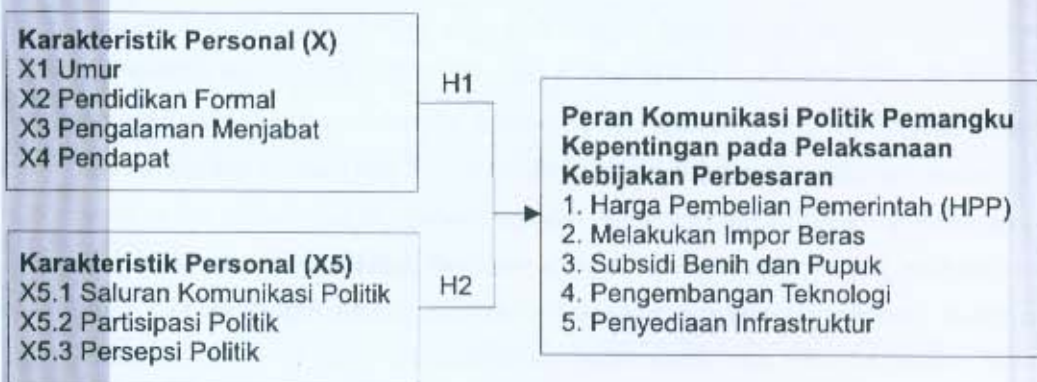 Karakteristik Personal (X)
X1 Umur
X2 Pendidikan Formal
X3 Pengalaman Menjabat
X4 Pendapat
H1
Karakteristik Personal (X5)
X5.1 Saluran Komunikasi Politik
X5.2 Partisipasi Politik
X5.3 Persepsi Politik
H2
Peran Komunikasi Politik Pemangku
Kepentingan pada Pelaksanaan
Kebijakan Perbesaran
1. Harga Pembelian Pemerintah (HPP)
2. Melakukan Impor Beras
3. Subsidi Benih dan Pupuk
4. Pengembangan Teknologi
5. Penyediaan Infrastruktur